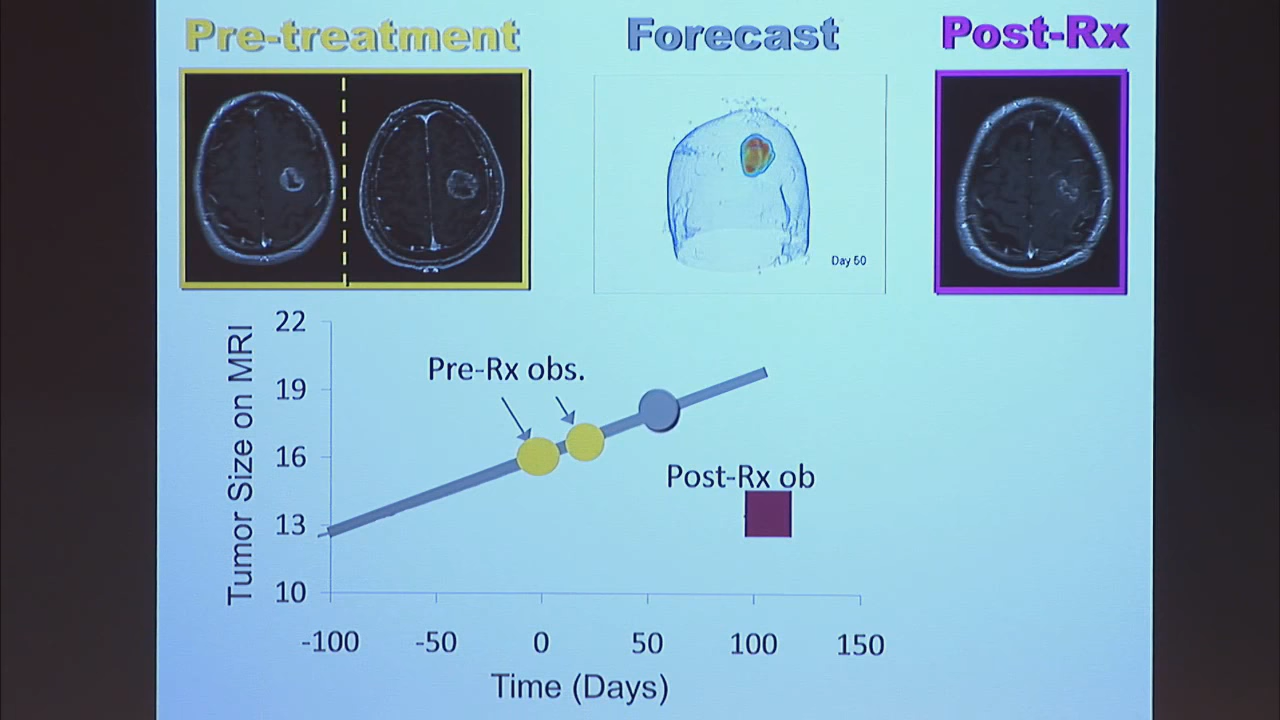 Pre-treatment
Forecast
Post-Rx
Day 50
Tumor Size on MRI
22
19
16
13
10
Pre-Rx obs.
Post-Rx ob
-100 -50 0 50 100 150
Time (Days)